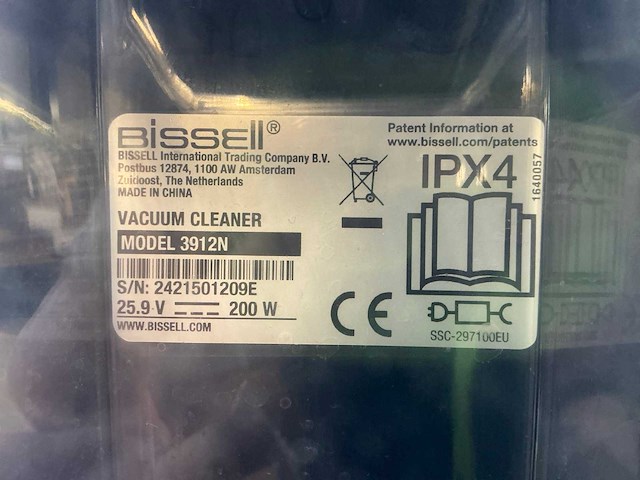 BISSELL®
BISSELL International Trading Company B.V.
Postbus 12874, 1100 AW Amsterdam
Zuidoost, The Netherlands
MADE IN CHINA
VACUUM CLEANER
MODEL 3912N
S/N: 2421501209E
25.9 V 200 W
WWW.BISSELL.COM
Patent Information at
www.bissell.com/patents
IPX4
1640057
CE
SSC-297100EU